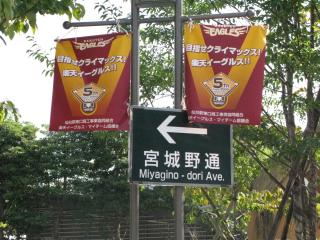 EAGLES
目指せクライマックス!
楽天イーグルス!!
5th
EAGLES
目指せクライマックス!
楽天イーグルス!!
5th
宮城野通
Miyagino - dori Ave.